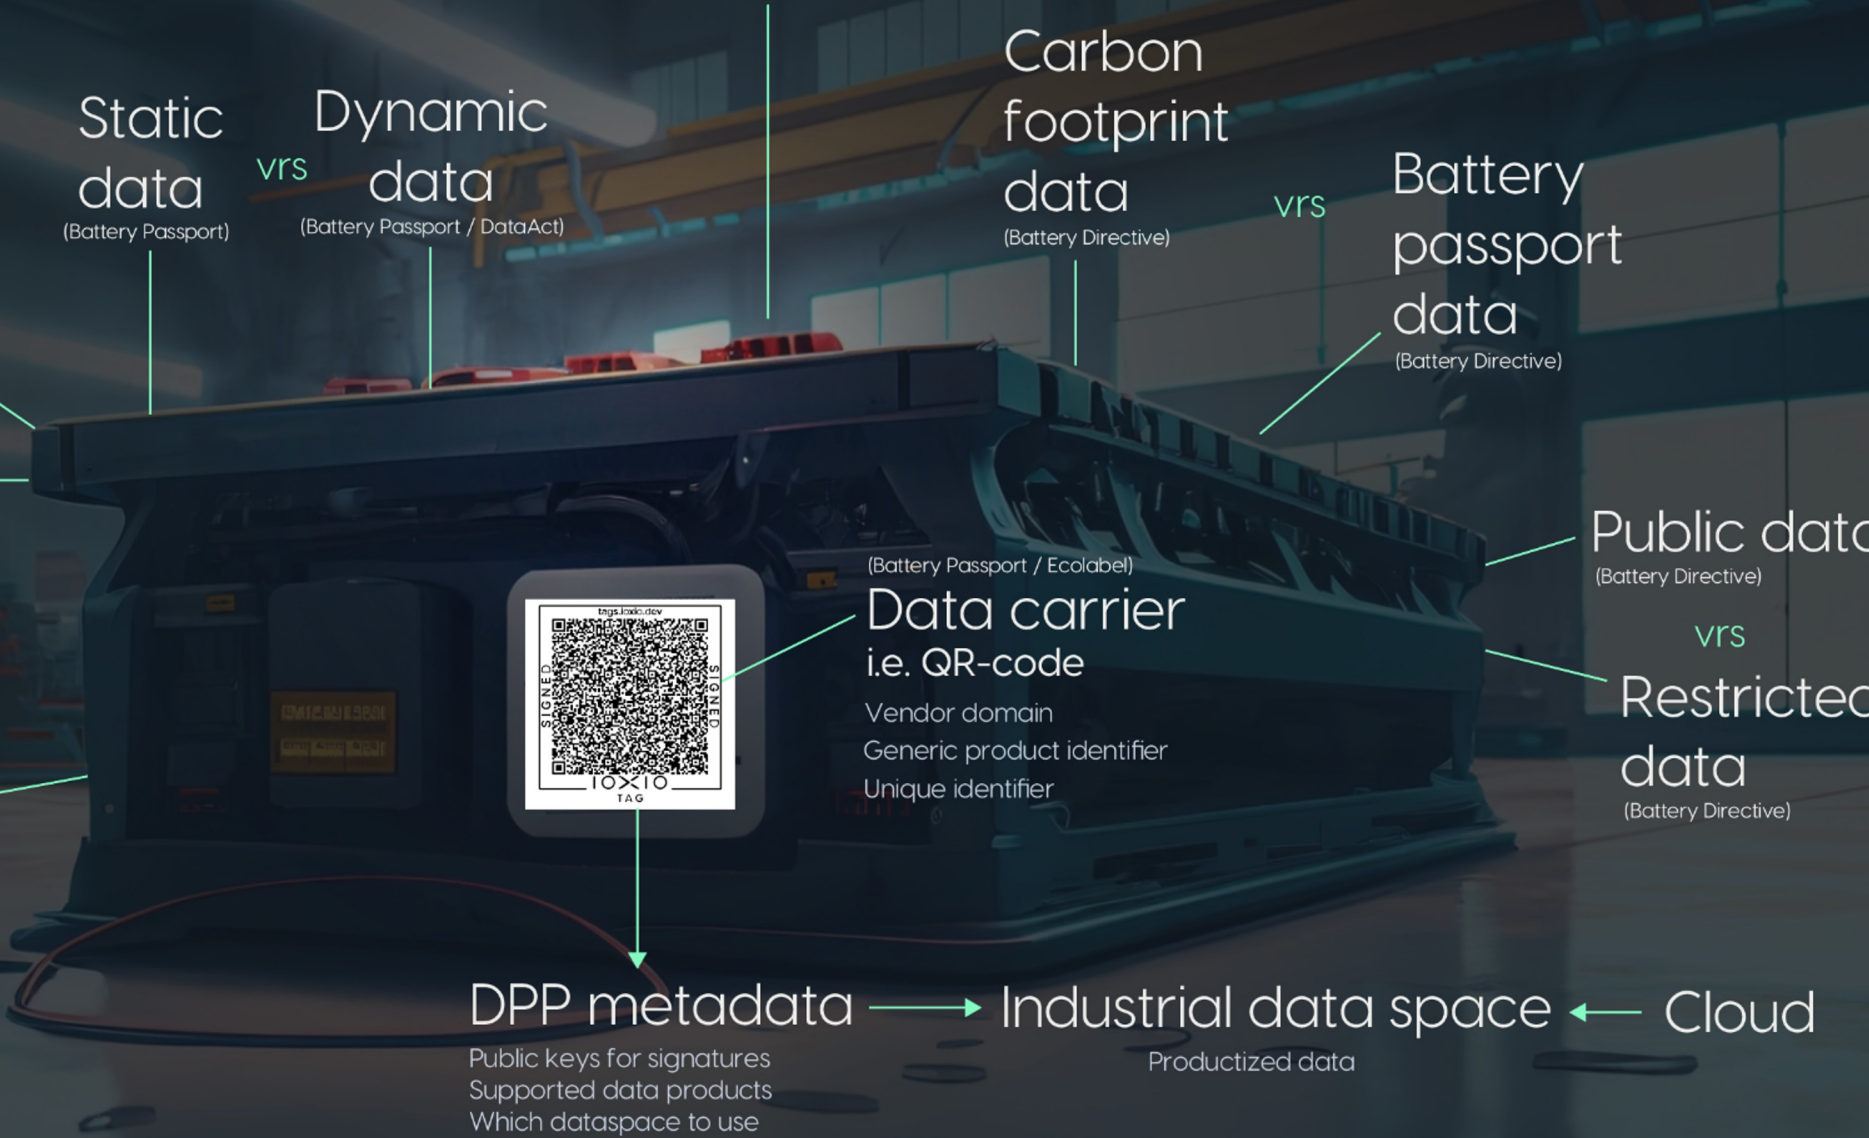 Static
data
(Battery Passport)
vrs
Dynamic
data
(Battery Passport / DataAct)
Carbon
footprint
data
(Battery Directive)
vrs
Battery
passport
data
(Battery Directive)
Public data
(Battery Directive)
vrs
Restricted
data
(Battery Directive)
(Battery Passport / Ecolabel)
Data carrier
i.e. QR-code
Vendor domain
Generic product identifier
Unique identifier
tags.ioxio.dev
SIGNED
SIGNED
IOXIO
TAG
DPP metadata
Public keys for signatures
Supported data products
Which dataspace to use
Industrial data space
Productized data
Cloud